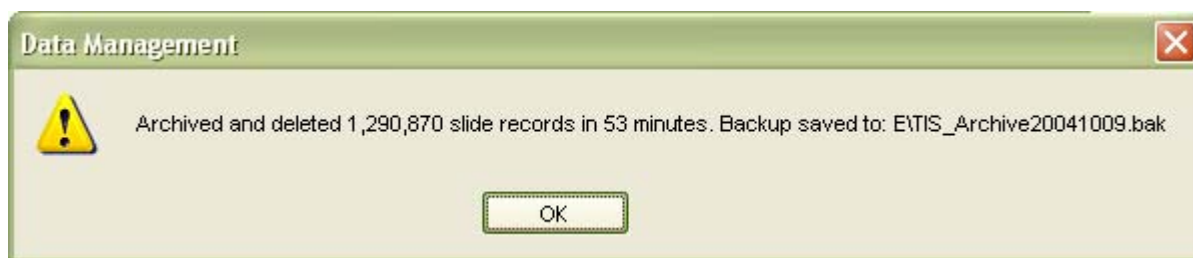 Data Management
Archived and deleted 1,290,870 slide records in 53 minutes. Backup saved to: E\TIS_Archive20041009.bak
OK